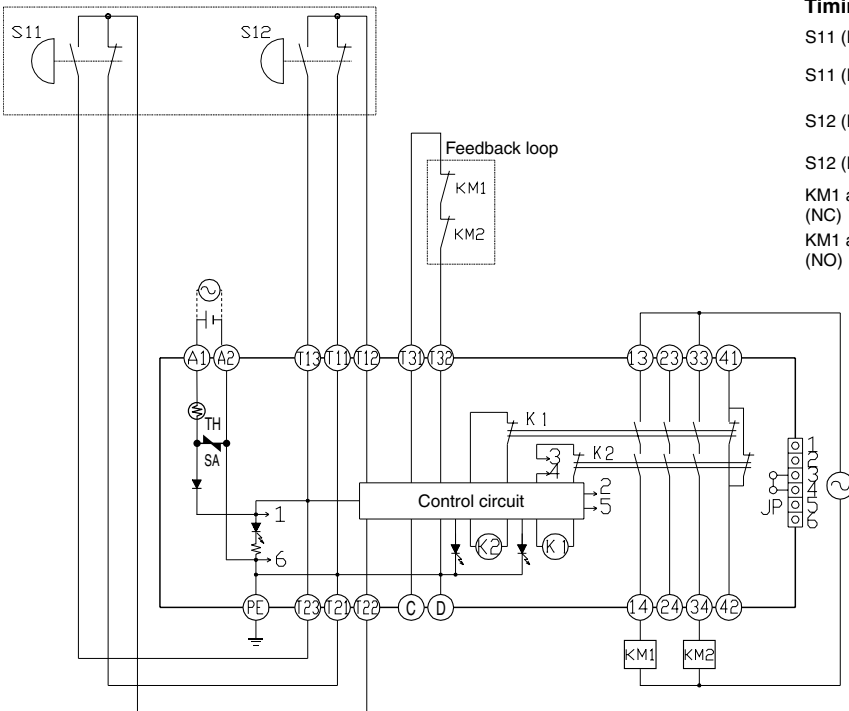 Timin
S11 (
S11 (
S12 (
S12 (
KM1 a
(NC)
KM1 a
(NO)
S11
S12
Feedback loop
KM1
KM2
A1 A2 T13 T11 T12 T31 T32 13 23 33 41
TH
SA
K1
K2
3
4
Control circuit
2
5
1
6
K2 K1
JP
1
2
3
4
5
6
PE T23 T21 T22 C D 14 24 34 42
KM1 KM2